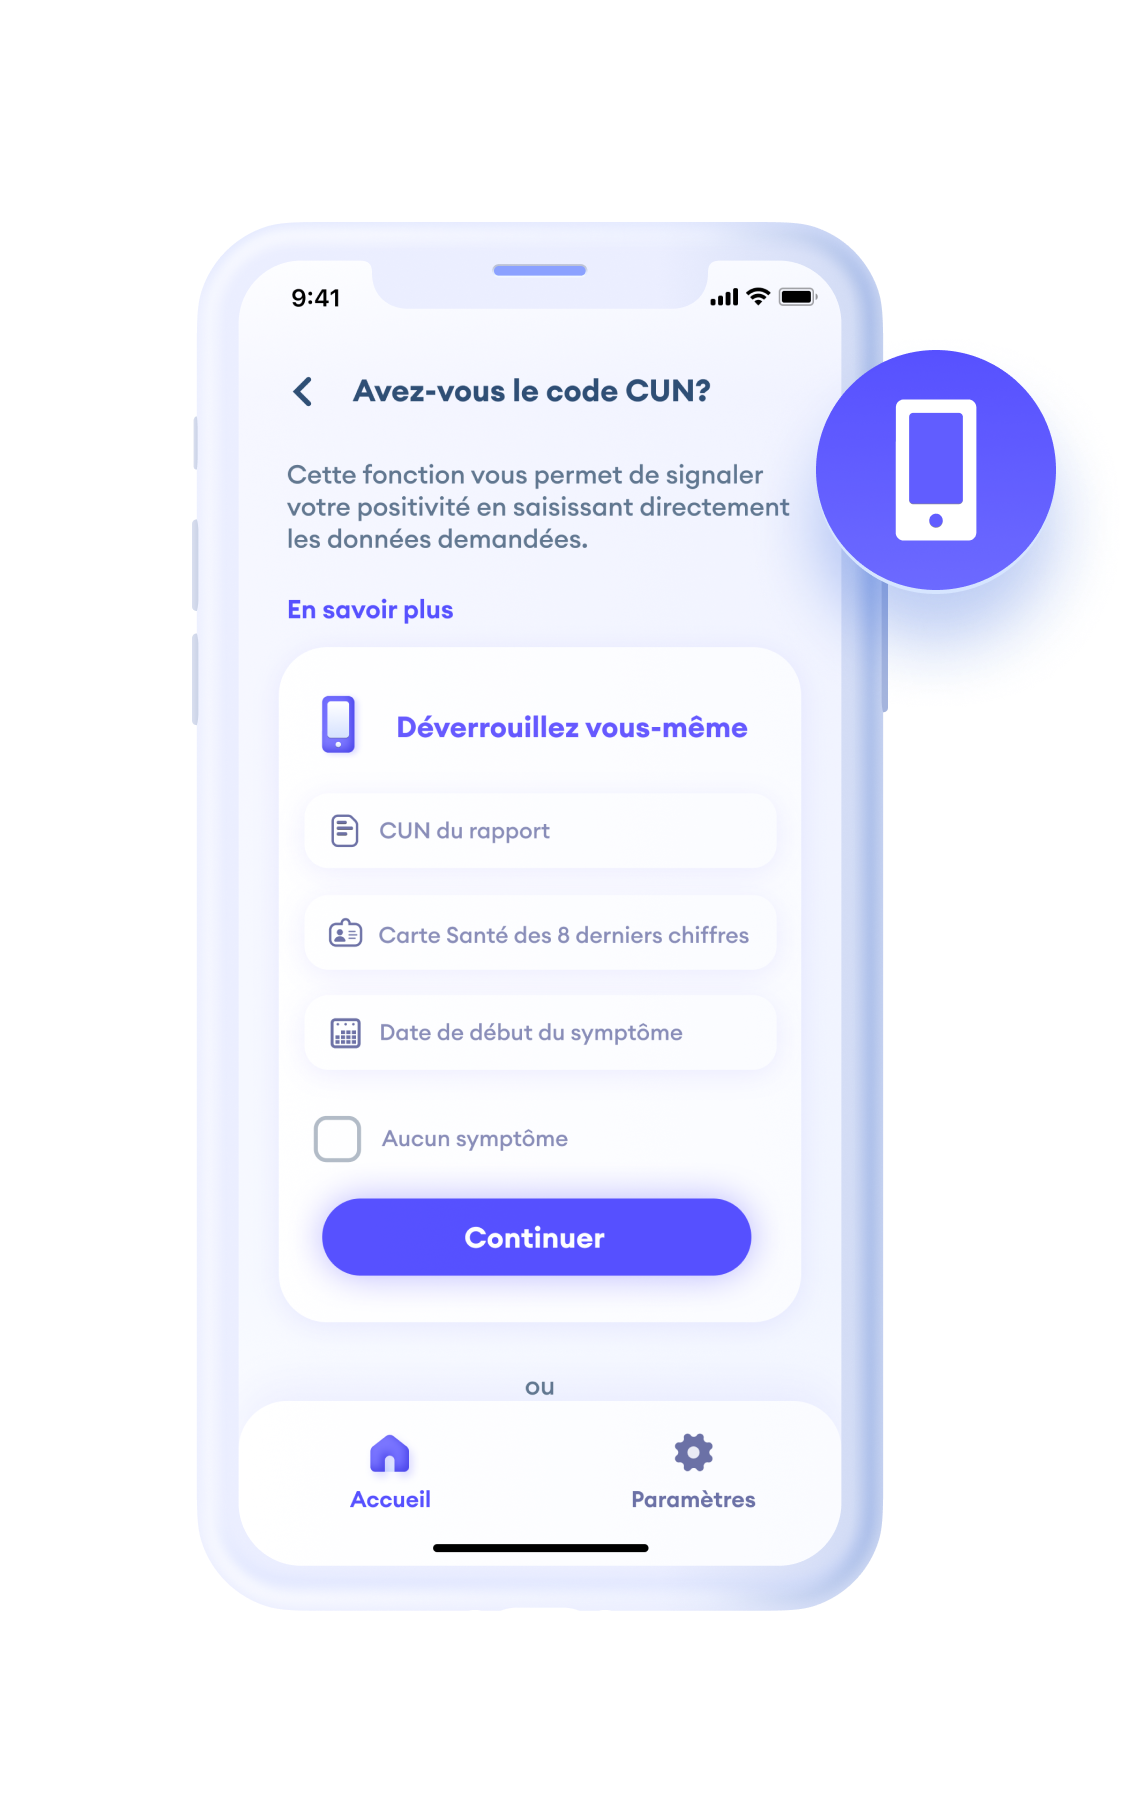 9:41
Avez-vous le code CUN?
Cette fonction vous permet de signaler
votre positivité en saisissant directement
les données demandées.
En savoir plus
Déverrouillez vous-même
CUN du rapport
Carte Santé des 8 derniers chiffres
Date de début du symptôme
Aucun symptôme
Continuer
ou
Accueil
Paramètres